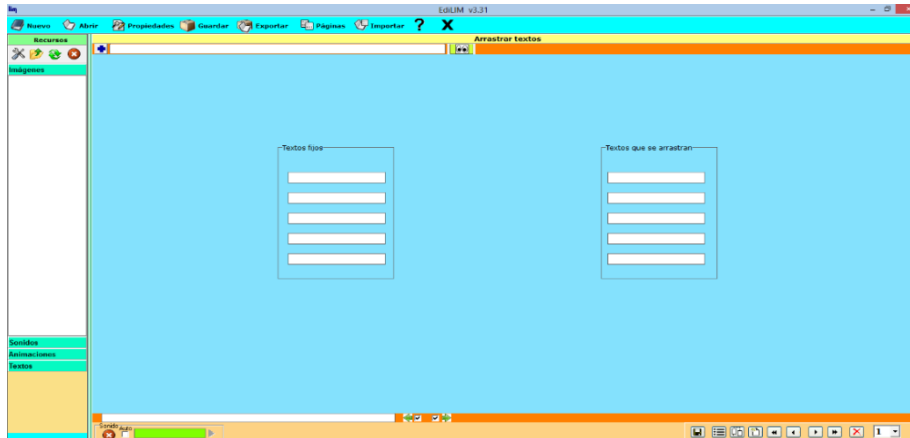 EdiLIM v3.31
Nuevo Abrir Propiedades Guardar Exportar Páginas Importar ? X
Recursos
Arrastrar textos
Imágenes
Textos fijos
Textos que se arrastran
Sonidos
Animaciones
Textos
Sonido Auto
1